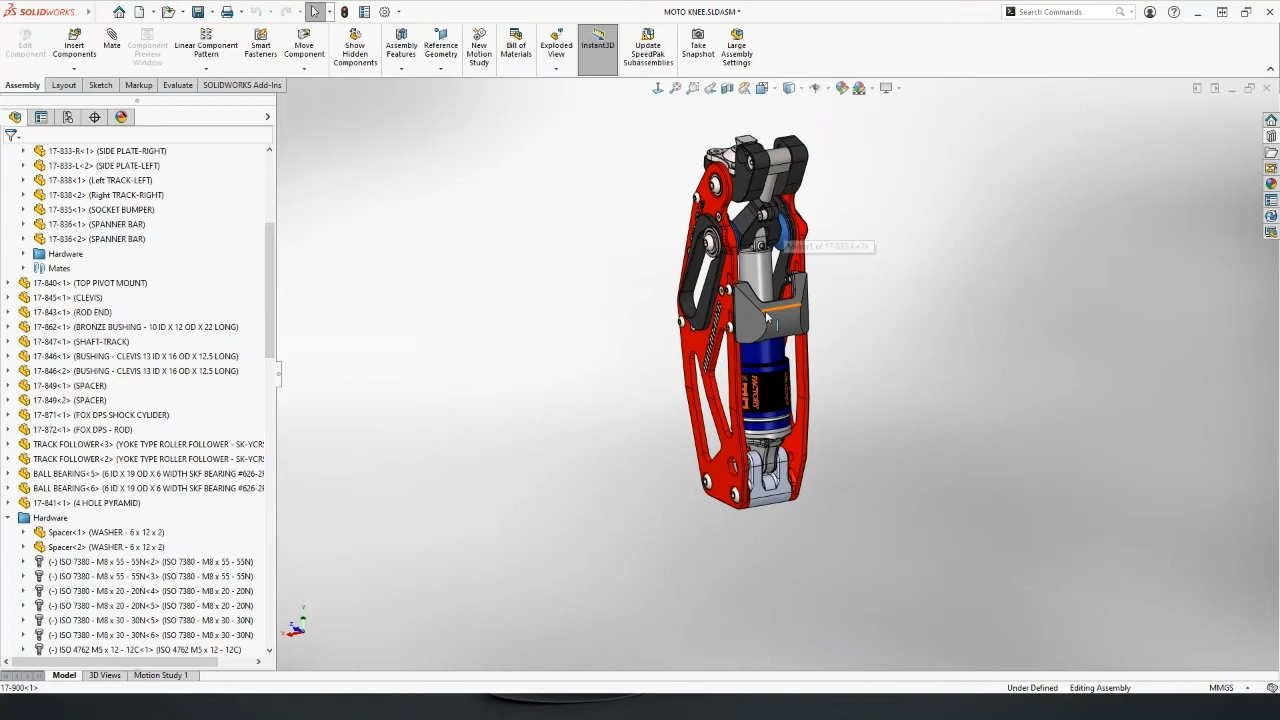 SOLIDWORKS
MOTO KNEE.SLDASM *
Search Commands
Edit Component
Insert Components
Mate
Component Preview Window
Linear Component Pattern
Smart Fasteners
Move Component
Show Hidden Components
Assembly Features
Reference Geometry
New Motion Study
Bill of Materials
Exploded View
Instant3D
Update SpeedPak Subassemblies
Take Snapshot
Large Assembly Settings
Assembly Layout Sketch Markup Evaluate SOLIDWORKS Add-Ins
17-833-R<1> (SIDE PLATE-RIGHT)
17-833-L<2> (SIDE PLATE-LEFT)
17-838<1> (Left TRACK-LEFT)
17-838<2> (Right TRACK-RIGHT)
17-835<1> (SOCKET BUMPER)
17-836<1> (SPANNER BAR)
17-836<2> (SPANNER BAR)
Hardware
Mates
17-840<1> (TOP PIVOT MOUNT)
17-845<1> (CLEVIS)
17-843<1> (ROD END)
17-862<1> (BRONZE BUSHING - 10 ID X 12 OD X 22 LONG)
17-847<1> (SHAFT-TRACK)
17-846<1> (BUSHING - CLEVIS 13 ID X 16 OD X 12.5 LONG)
17-846<2> (BUSHING - CLEVIS 13 ID X 16 OD X 12.5 LONG)
17-849<1> (SPACER)
17-849<2> (SPACER)
17-871<1> (FOX DPS SHOCK CYLIDER)
17-872<1> (FOX DPS - ROD)
TRACK FOLLOWER<3> (YOKE TYPE ROLLER FOLLOWER - SK-YCRS
TRACK FOLLOWER<2> (YOKE TYPE ROLLER FOLLOWER - SK-YCRS
BALL BEARING<5> (6 ID X 19 OD X 6 WIDTH SKF BEARING #626-2R
BALL BEARING<6> (6 ID X 19 OD X 6 WIDTH SKF BEARING #626-2R
17-841<1> (4 HOLE PYRAMID)
Hardware
Spacer<1> (WASHER - 6 x 12 x 2)
Spacer<2> (WASHER - 6 x 12 x 2)
(-) ISO 7380 - M8 x 55 - 55N<2> (ISO 7380 - M8 x 55 - 55N)
(-) ISO 7380 - M8 x 55 - 55N<3> (ISO 7380 - M8 x 55 - 55N)
(-) ISO 7380 - M8 x 20 - 20N<4> (ISO 7380 - M8 x 20 - 20N)
(-) ISO 7380 - M8 x 20 - 20N<5> (ISO 7380 - M8 x 20 - 20N)
(-) ISO 7380 - M8 x 30 - 30N<5> (ISO 7380 - M8 x 30 - 30N)
(-) ISO 7380 - M8 x 30 - 30N<6> (ISO 7380 - M8 x 30 - 30N)
(-) ISO 4762 M5 x 12 - 12C<1> (ISO 4762 M5 x 12 - 12C)
FACTORY
Model 3D Views Motion Study 1
17-900<1>
Under Defined Editing Assembly MMGS